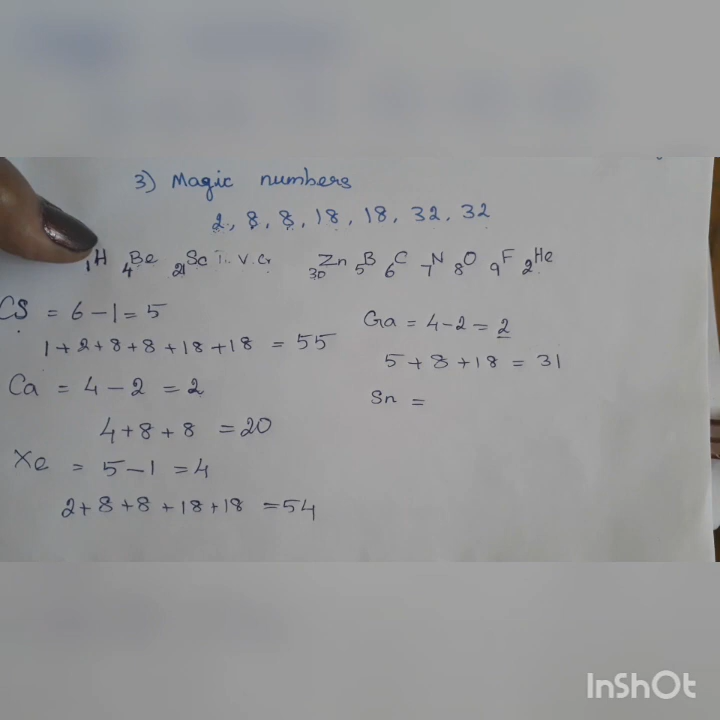 3) Magic numbers
2, 8, 8, 18, 18, 32, 32
1H 4Be 21Sc Ti.. V. Cr 30Zn 5B 6C 7N 8O 9F 2He
Cs = 6 - 1 = 5
1 + 2 + 8 + 8 + 18 + 18 = 55
Ca = 4 - 2 = 2
4 + 8 + 8 = 20
Xe = 5 - 1 = 4
2 + 8 + 8 + 18 + 18 = 54
Ga = 4 - 2 = 2
5 + 8 + 18 = 31
Sn =
InShOt